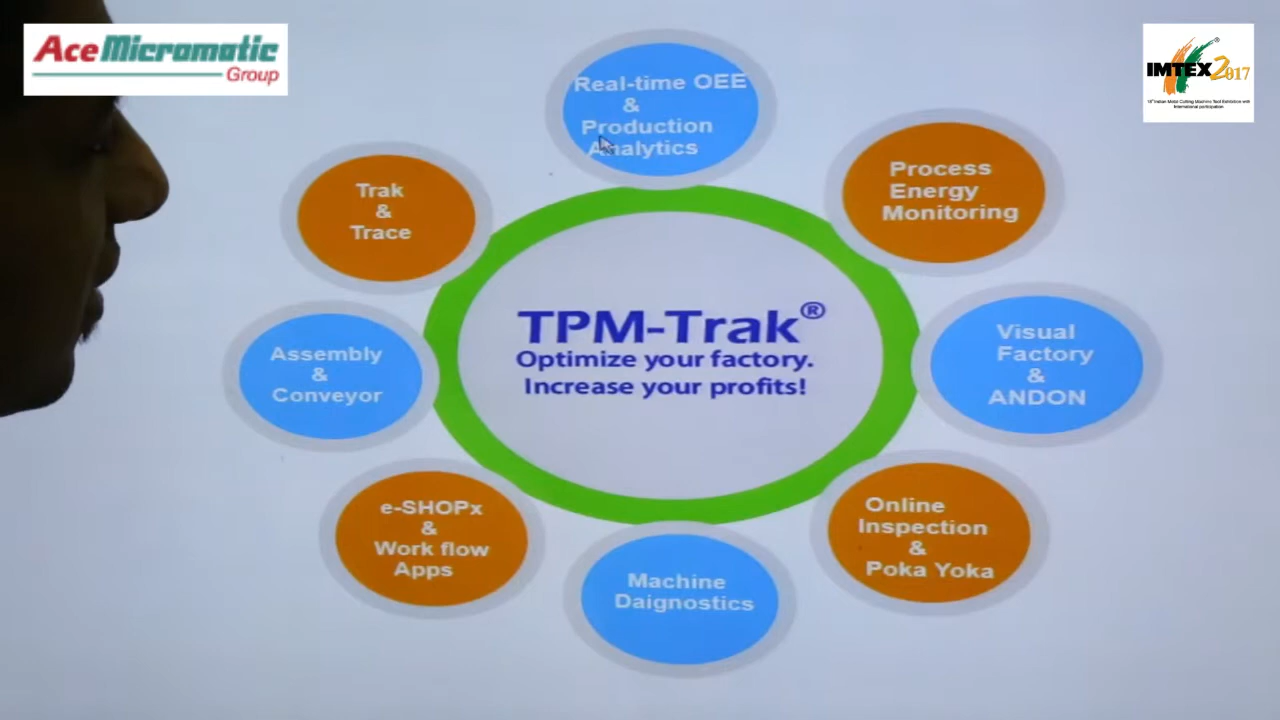 Ace Micromatic
Group
IMTEX 2017
Real-time OEE
&
Production
Analytics
Process
Energy
Monitoring
Visual
Factory
&
ANDON
Online
Inspection
&
Poka Yoka
Machine
Daignostics
e-SHOPx
&
Work flow
Apps
Assembly
&
Conveyor
Trak
&
Trace
TPM-Trak®
Optimize your factory.
Increase your profits!